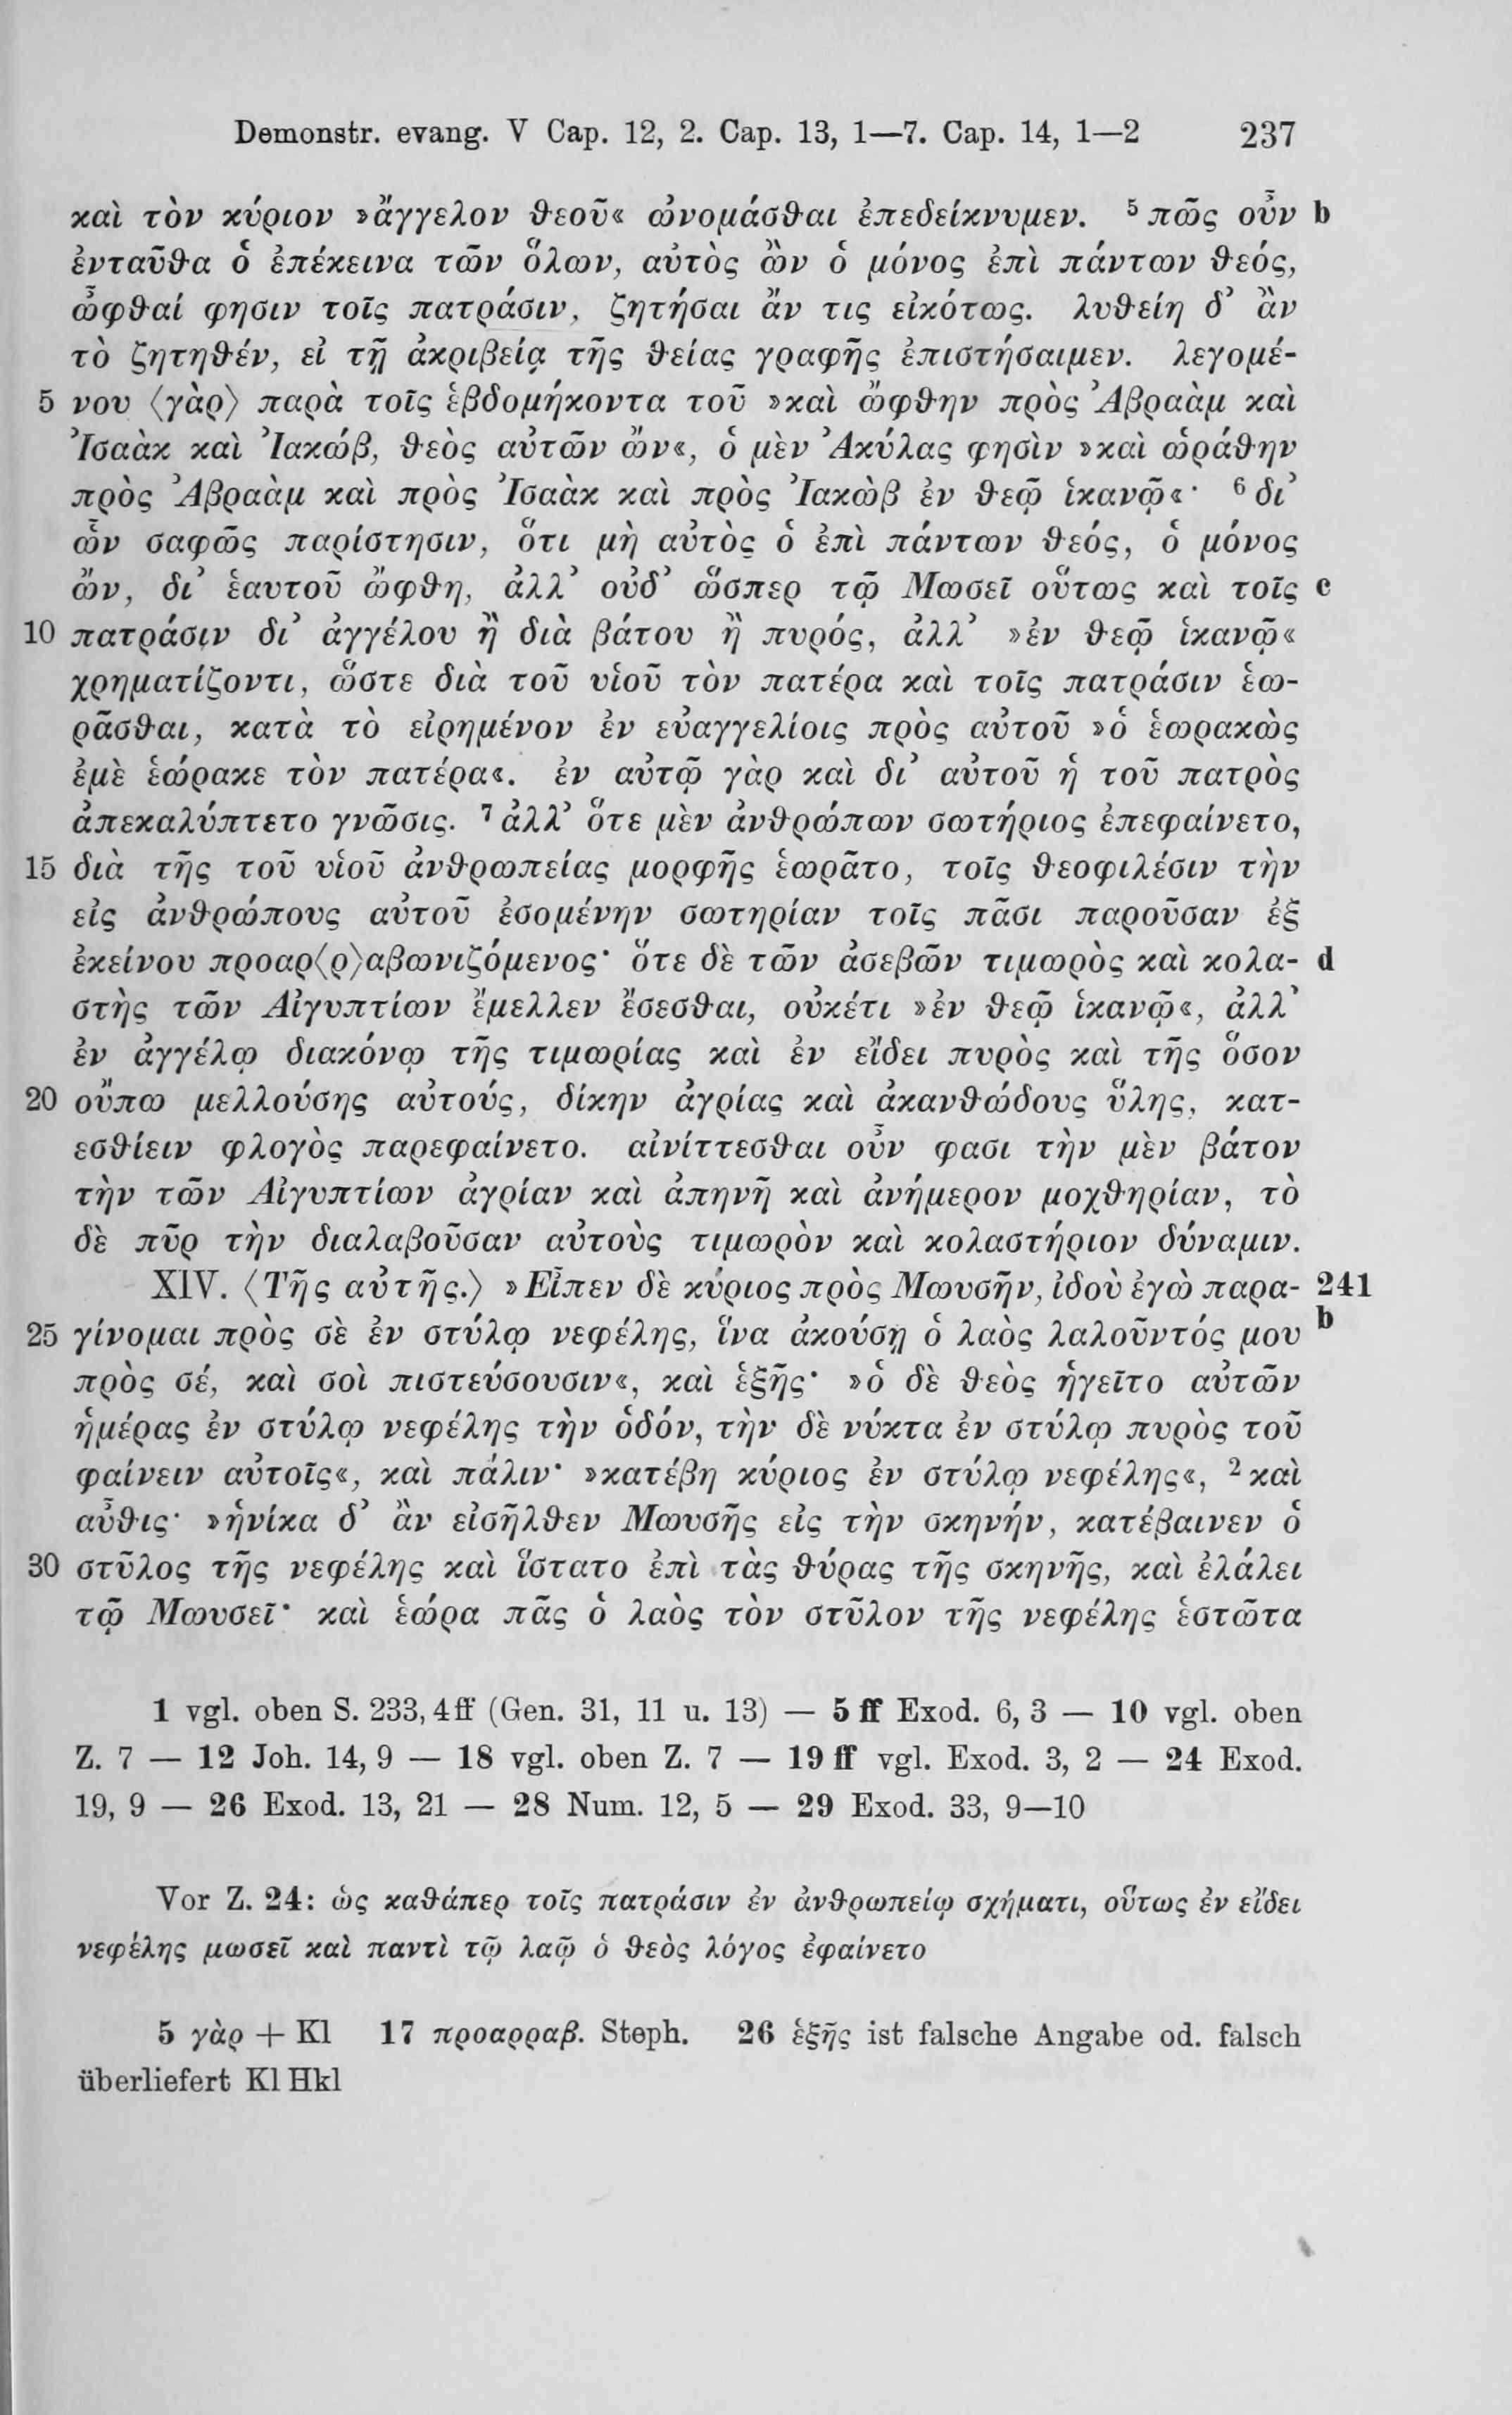 Demonstr. evang. V Cap. 12, 2. Cap. 13, 1—7. Cap. 14, 1—2 237
καὶ τὸν κύριον »ἄγγελον θεοῦ« ὠνομάσθαι ἐπεδείκνυμεν. ⁵ πῶς οὖν b
ἐνταῦθα ὁ ἐπέκεινα τῶν ὅλων, αὐτὸς ὢν ὁ μόνος ἐπὶ πάντων θεός,
ὦφθαί φησιν τοῖς πατράσιν, ζητήσαι ἄν τις εἰκότως. λυθείη δ’ ἂν
τὸ ζητηθέν, εἰ τῇ ἀκριβείᾳ τῆς θείας γραφῆς ἐπιστήσαιμεν. λεγομέ-
5 νου ⟨γὰρ⟩ παρὰ τοῖς ἑβδομήκοντα τοῦ »καὶ ὤφθην πρὸς Ἀβραὰμ καὶ
Ἰσαὰκ καὶ Ἰακώβ, θεὸς αὐτῶν ὤν«, ὁ μὲν Ἀκύλας φησὶν »καὶ ὡράθην
πρὸς Ἀβραὰμ καὶ πρὸς Ἰσαὰκ καὶ πρὸς Ἰακὼβ ἐν θεῷ ἱκανῷ«· ⁶ δι’
ὧν σαφῶς παρίστησιν, ὅτι μὴ αὐτὸς ὁ ἐπὶ πάντων θεός, ὁ μόνος
ὤν, δι’ ἑαυτοῦ ὤφθη, ἀλλ’ οὐδ’ ὥσπερ τῷ Μωσεῖ οὕτως καὶ τοῖς c
10 πατράσιν δι’ ἀγγέλου ἢ διὰ βάτου ἢ πυρός, ἀλλ’ »ἐν θεῷ ἱκανῷ«
χρηματίζοντι, ὥστε διὰ τοῦ υἱοῦ τὸν πατέρα καὶ τοῖς πατράσιν ἑω-
ρᾶσθαι, κατὰ τὸ εἰρημένον ἐν εὐαγγελίοις πρὸς αὐτοῦ »ὁ ἑωρακὼς
ἐμὲ ἑώρακε τὸν πατέρα«. ἐν αὐτῷ γὰρ καὶ δι’ αὐτοῦ ἡ τοῦ πατρὸς
ἀπεκαλύπτετο γνῶσις. ⁷ ἀλλ’ ὅτε μὲν ἀνθρώπων σωτήριος ἐπεφαίνετο,
15 διὰ τῆς τοῦ υἱοῦ ἀνθρωπείας μορφῆς ἑωρᾶτο, τοῖς θεοφιλέσιν τὴν
εἰς ἀνθρώπους αὐτοῦ ἐσομένην σωτηρίαν τοῖς πᾶσι παροῦσαν ἐξ
ἐκείνου προαρ⟨ρ⟩αβωνιζόμενος· ὅτε δὲ τῶν ἀσεβῶν τιμωρὸς καὶ κολα- d
στὴς τῶν Αἰγυπτίων ἔμελλεν ἔσεσθαι, οὐκέτι »ἐν θεῷ ἱκανῷ«, ἀλλ’
ἐν ἀγγέλῳ διακόνῳ τῆς τιμωρίας καὶ ἐν εἴδει πυρὸς καὶ τῆς ὅσον
20 οὔπω μελλούσης αὐτούς, δίκην ἀγρίας καὶ ἀκανθώδους ὕλης, κατ-
εσθίειν φλογὸς παρεφαίνετο. αἰνίττεσθαι οὖν φασι τὴν μὲν βάτον
τὴν τῶν Αἰγυπτίων ἀγρίαν καὶ ἀπηνῆ καὶ ἀνήμερον μοχθηρίαν, τὸ
δὲ πῦρ τὴν διαλαβοῦσαν αὐτοὺς τιμωρὸν καὶ κολαστήριον δύναμιν.
XIV. ⟨Τῆς αὐτῆς.⟩ »Εἶπεν δὲ κύριος πρὸς Μωυσῆν, ἰδοὺ ἐγὼ παρα- 241
25 γίνομαι πρὸς σὲ ἐν στύλῳ νεφέλης, ἵνα ἀκούσῃ ὁ λαὸς λαλοῦντός μου b
πρὸς σέ, καὶ σοὶ πιστεύσουσιν«, καὶ ἑξῆς· »ὁ δὲ θεὸς ἡγεῖτο αὐτῶν
ἡμέρας ἐν στύλῳ νεφέλης τὴν ὁδόν, τὴν δὲ νύκτα ἐν στύλῳ πυρὸς τοῦ
φαίνειν αὐτοῖς«, καὶ πάλιν· »κατέβη κύριος ἐν στύλῳ νεφέλης«, ² καὶ
αὖθις· »ἡνίκα δ’ ἂν εἰσῆλθεν Μωυσῆς εἰς τὴν σκηνήν, κατέβαινεν ὁ
30 στῦλος τῆς νεφέλης καὶ ἵστατο ἐπὶ τὰς θύρας τῆς σκηνῆς, καὶ ἐλάλει
τῷ Μωυσεῖ· καὶ ἑώρα πᾶς ὁ λαὸς τὸν στῦλον τῆς νεφέλης ἑστῶτα
1 vgl. oben S. 233, 4ff (Gen. 31, 11 u. 13) — 5 ff Exod. 6, 3 — 10 vgl. oben
Z. 7 — 12 Joh. 14, 9 — 18 vgl. oben Z. 7 — 19 ff vgl. Exod. 3, 2 — 24 Exod.
19, 9 — 26 Exod. 13, 21 — 28 Num. 12, 5 — 29 Exod. 33, 9—10
Vor Z. 24: ὡς καθάπερ τοῖς πατράσιν ἐν ἀνθρωπείῳ σχήματι, οὕτως ἐν εἴδει
νεφέλης μωσεῖ καὶ παντὶ τῷ λαῷ ὁ θεὸς λόγος ἐφαίνετο
5 γὰρ + Kl 17 προαρραβ. Steph. 26 ἑξῆς ist falsche Angabe od. falsch
überliefert Kl Hkl